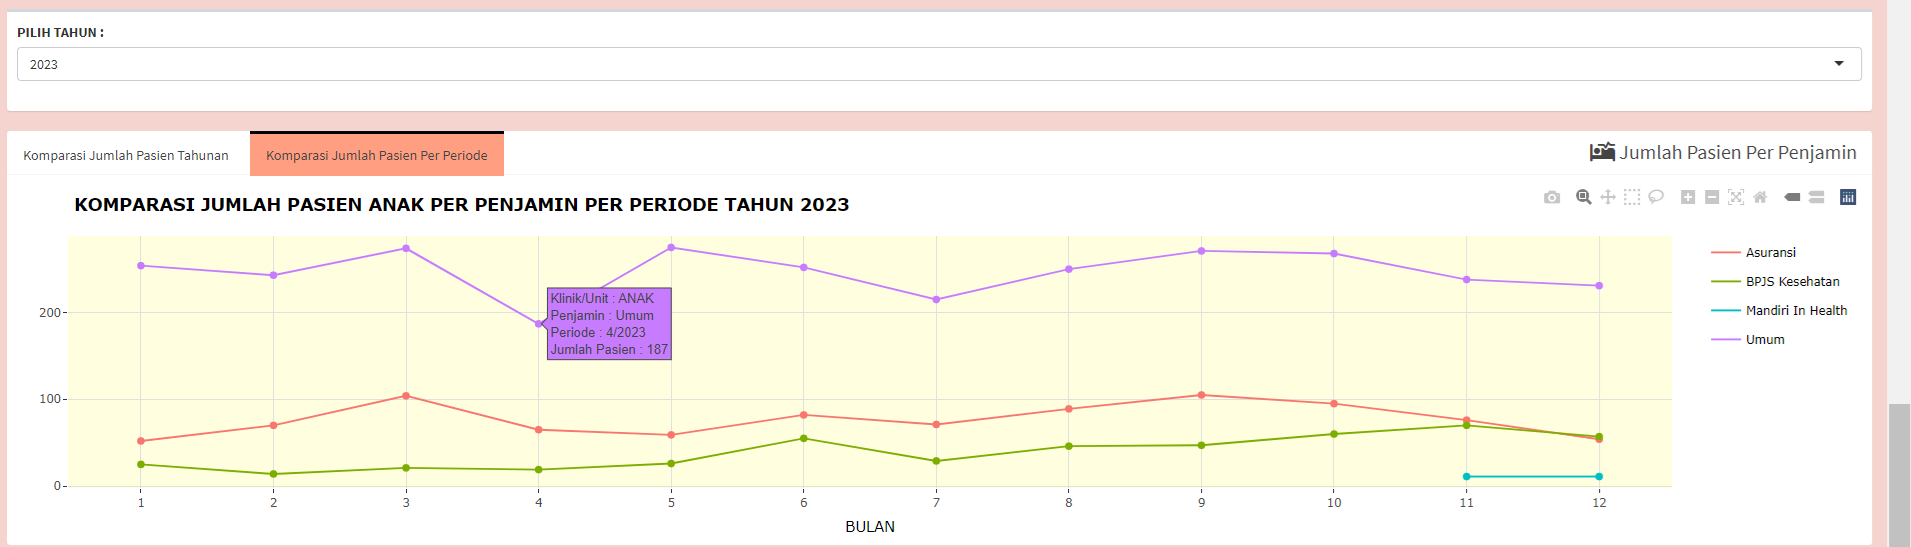 PILIH TAHUN :
2023
Komparasi Jumlah Pasien Tahunan
Komparasi Jumlah Pasien Per Periode
Jumlah Pasien Per Penjamin
KOMPARASI JUMLAH PASIEN ANAK PER PENJAMIN PER PERIODE TAHUN 2023
Asuransi
BPJS Kesehatan
Mandiri In Health
Umum
Klinik/Unit : ANAK
Penjamin : Umum
Periode : 4/2023
Jumlah Pasien : 187
200
100
0
1 2 3 4 5 6 7 8 9 10 11 12
BULAN